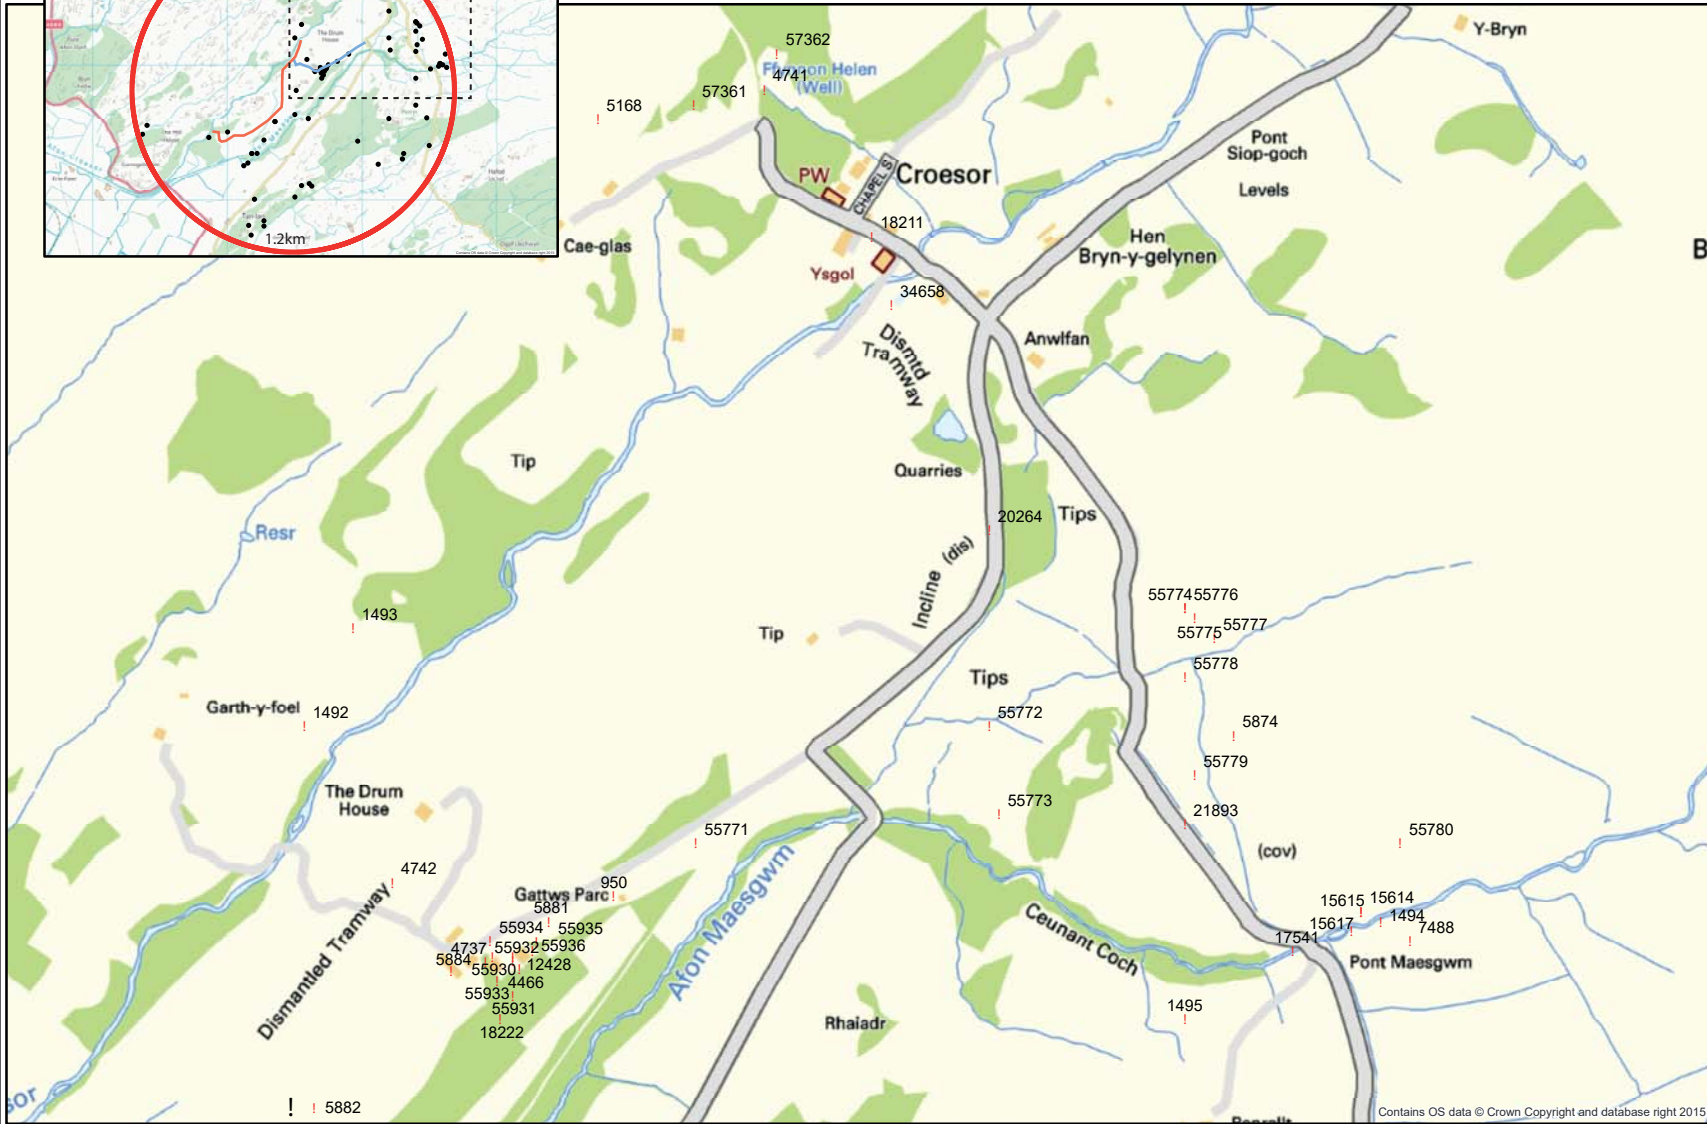 The Drum
House
1.2km
57362
Ffynnon Helen
(Well)
4741
57361
5168
Y-Bryn
Pont
Siop-goch
Levels
PW
CHAPEL S
Croesor
18211
Cae-glas
Ysgol
Hen
Bryn-y-gelynen
B
34658
Dismtd
Tramway
Anwlfan
Tip
Quarries
Resr
20264
Tips
Incline (dis)
1493
Tip
55774
55776
55775
55777
55778
Tips
Garth-y-foel
1492
55772
5874
55779
The Drum
House
55773
21893
55771
55780
(cov)
4742
950
Gattws Parc
5881
Dismantled Tramway
55934
55935
4737
55932
55936
5884
55930
12428
4466
55933
55931
18222
Afon Maesgwm
Ceunant Coch
15615
15614
15617
1494
7488
17541
Pont Maesgwm
1495
Rhaiadr
sor
! 5882
Contains OS data © Crown Copyright and database right 2015